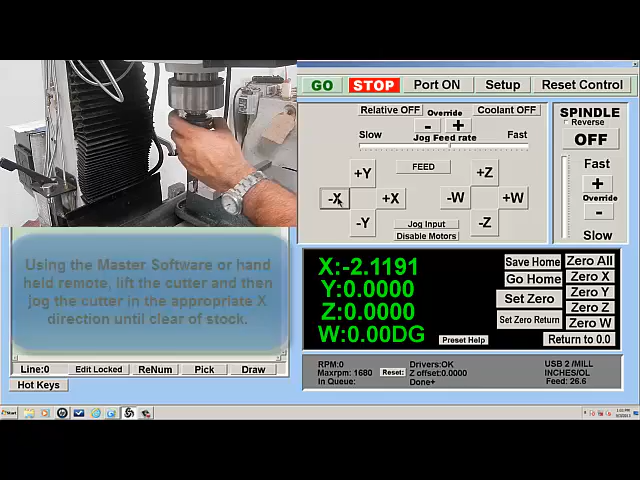 GO STOP Port ON Setup Reset Control
Relative OFF Override Coolant OFF
- +
Slow Jog Feed rate Fast
FEED
+Y +Z
-X +X -W +W
-Y -Z
Jog Input
Disable Motors
SPINDLE
Reverse
OFF
Fast
+
Override
-
Slow
Using the Master Software or hand
held remote, lift the cutter and then
jog the cutter in the appropriate X
direction until clear of stock.
X:-2.1191
Y:0.0000
Z:0.0000
W:0.00DG
Preset Help
Save Home Zero All
Go Home Zero X
Set Zero Zero Y
Zero Z
Set Zero Return Zero W
Return to 0.0
Line:0 Edit Locked ReNum Pick Draw
Hot Keys
RPM:0 Drivers:OK USB 2 /MILL
Maxrpm: 1680 Reset: Z offset:0.0000 INCHES/OL
In Queue: Done+ Feed: 26.6
Start